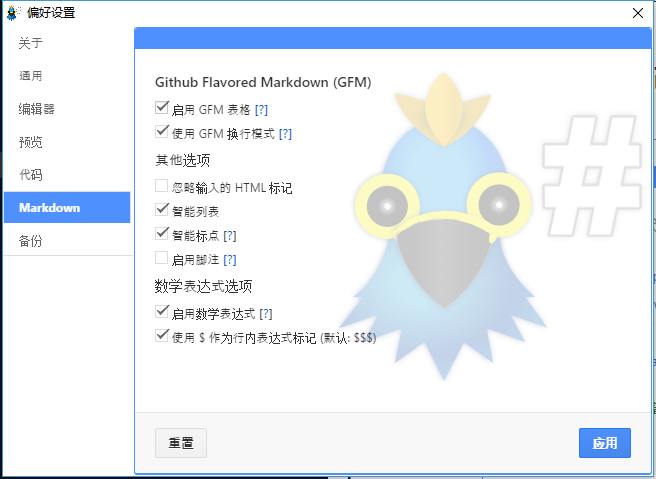 偏好设置
关于
通用
编辑器
预览
代码
Markdown
备份
Github Flavored Markdown (GFM)
启用 GFM 表格 [?]
使用 GFM 换行模式 [?]
其他选项
忽略输入的 HTML 标记
智能列表
智能标点 [?]
启用脚注 [?]
数学表达式选项
启用数学表达式 [?]
使用 $ 作为行内表达式标记 (默认: $$$)
#
重置
应用